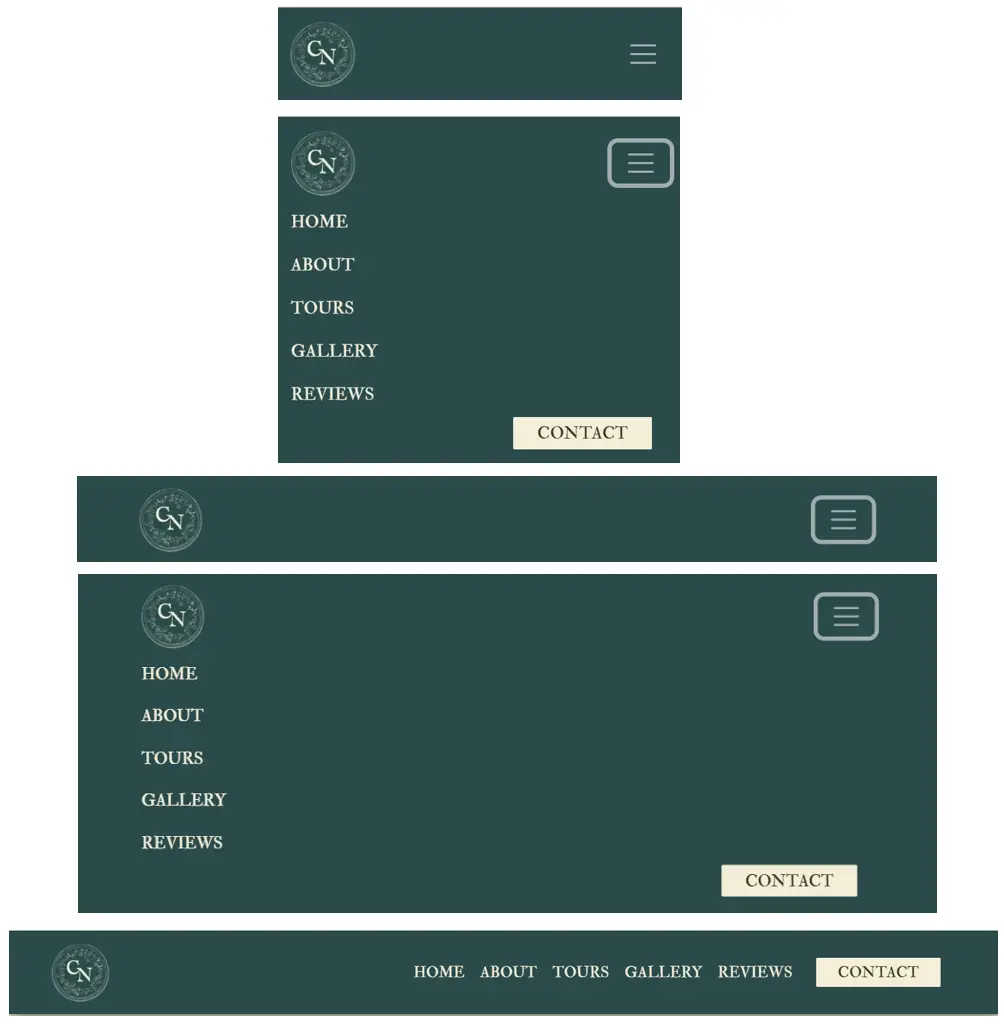 CN
CN
HOME
ABOUT
TOURS
GALLERY
REVIEWS
CONTACT
CN
CN
HOME
ABOUT
TOURS
GALLERY
REVIEWS
CONTACT
CN HOME ABOUT TOURS GALLERY REVIEWS CONTACT